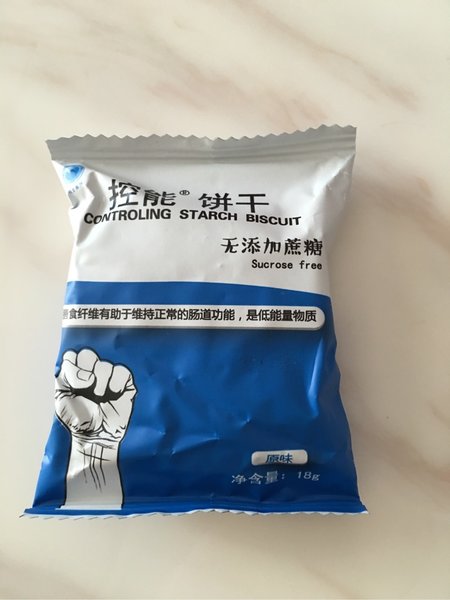 控能® 饼干
CONTROLING STARCH BISCUIT
无添加蔗糖
Sucrose free
食纤维有助于维持正常的肠道功能，是低能量物质
原味
净含量：18g